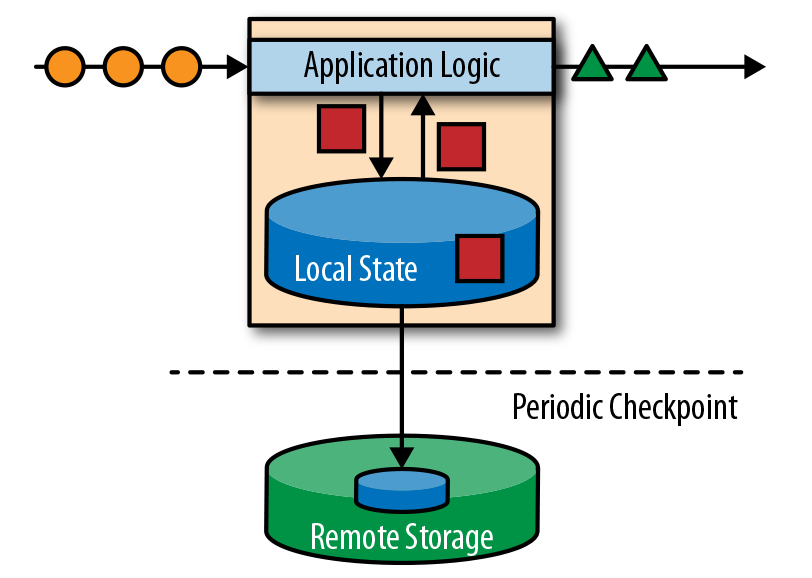 Application Logic
Local State
Periodic Checkpoint
Remote Storage